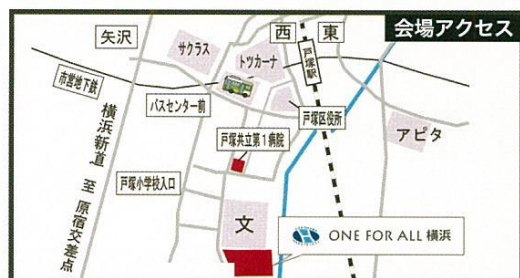 会場アクセス
矢沢
サクラス
トツカーナ
西
東
戸塚駅
市営地下鉄
バスセンター前
戸塚区役所
アピタ
戸塚共立第1病院
横浜新道 至 原宿交差点
戸塚小学校入口
文
ONE FOR ALL 横浜